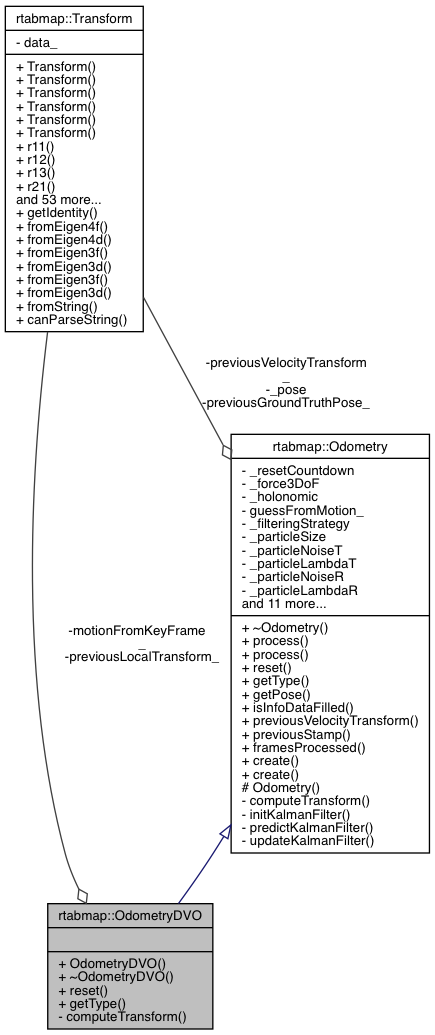 rtabmap::Transform
- data_
+ Transform()
+ Transform()
+ Transform()
+ Transform()
+ Transform()
+ Transform()
+ r11()
+ r12()
+ r13()
+ r21()
and 53 more...
+ getIdentity()
+ fromEigen4f()
+ fromEigen4d()
+ fromEigen3f()
+ fromEigen3d()
+ fromEigen3f()
+ fromEigen3d()
+ fromString()
+ canParseString()
-previousVelocityTransform
_
-_pose
-previousGroundTruthPose_
rtabmap::Odometry
- _resetCountdown
- _force3DoF
- _holonomic
- guessFromMotion_
- _filteringStrategy
- _particleSize
- _particleNoiseT
- _particleLambdaT
- _particleNoiseR
- _particleLambdaR
and 11 more...
+ ~Odometry()
+ process()
+ process()
+ reset()
+ getType()
+ getPose()
+ isInfoDataFilled()
+ previousVelocityTransform()
+ previousStamp()
+ framesProcessed()
+ create()
+ create()
# Odometry()
- computeTransform()
- initKalmanFilter()
- predictKalmanFilter()
- updateKalmanFilter()
-motionFromKeyFrame
_
-previousLocalTransform_
rtabmap::OdometryDVO
+ OdometryDVO()
+ ~OdometryDVO()
+ reset()
+ getType()
- computeTransform()